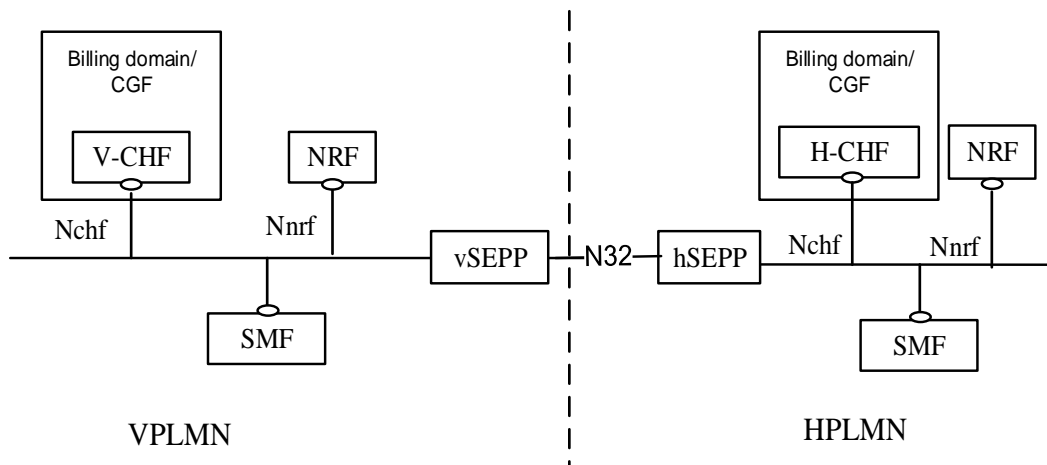 Billing domain/
CGF
V-CHF
NRF
Nchf
Nnrf
SMF
vSEPP
VPLMN
N32
Billing domain/
CGF
H-CHF
NRF
hSEPP
Nchf
Nnrf
SMF
HPLMN